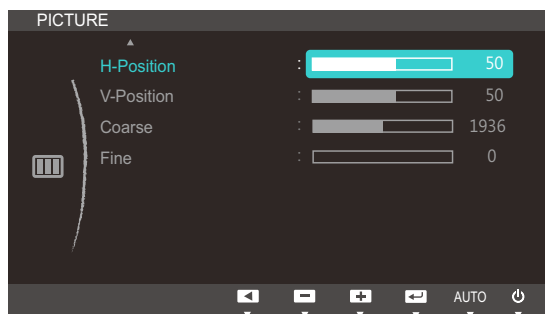 PICTURE
H-Position : 50
V-Position : 50
Coarse : 1936
Fine : 0
AUTO